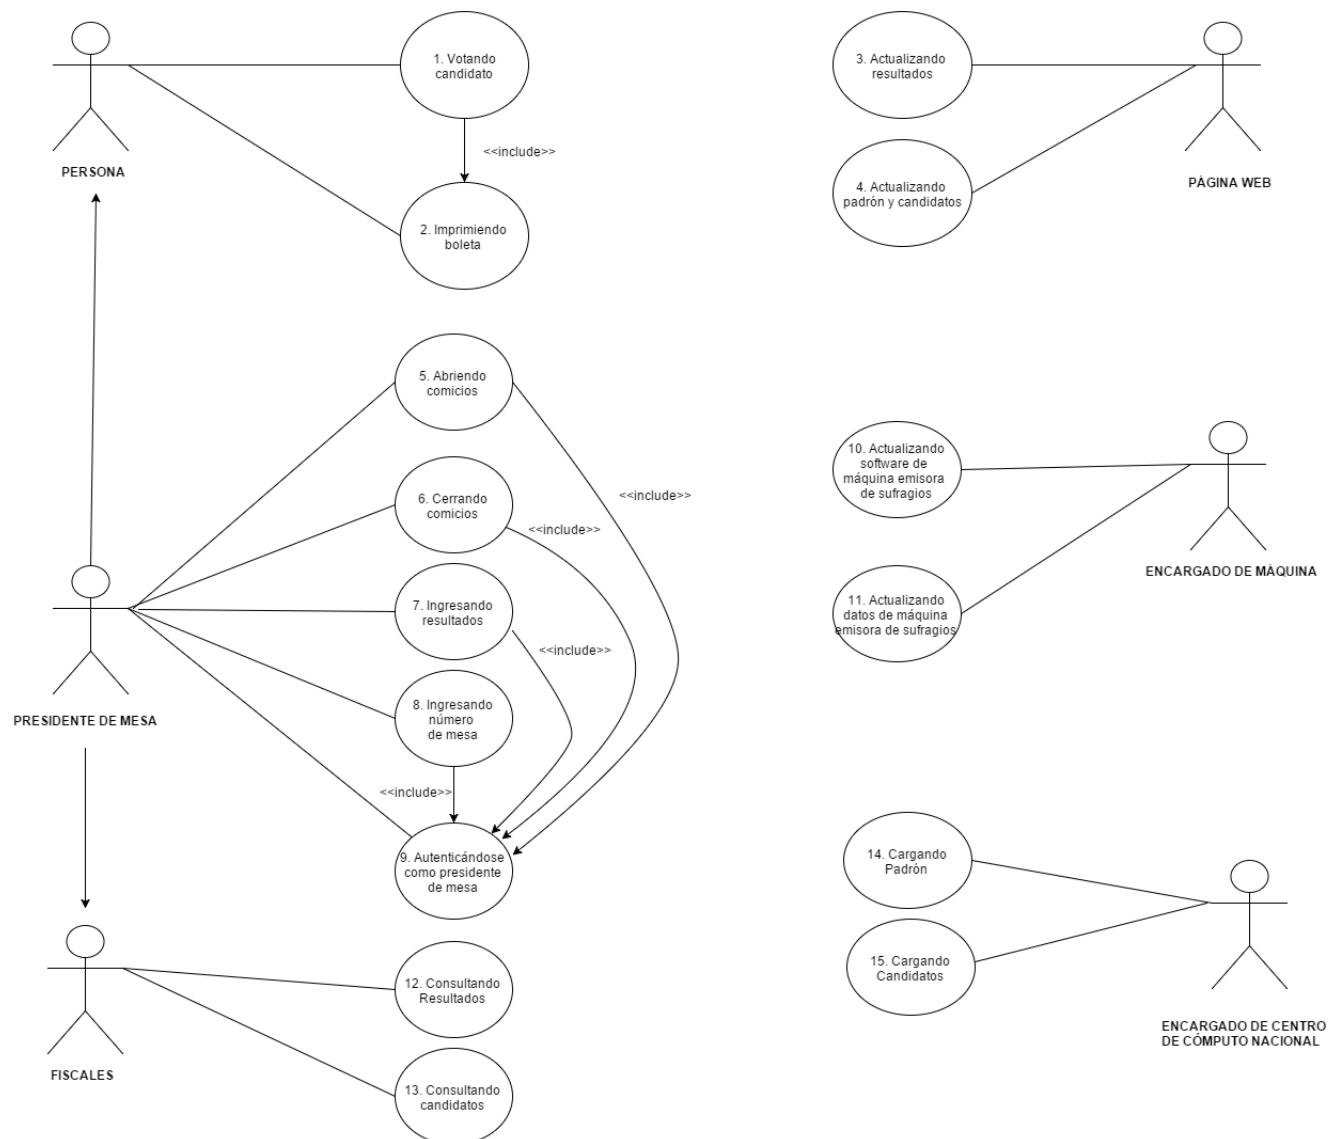 1. Votando
candidato
<<include>>
2. Imprimiendo
boleta
PERSONA
3. Actualizando
resultados
4. Actualizando
padrón y candidatos
PÁGINA WEB
5. Abriendo
comicios
6. Cerrando
comicios
<<include>>
<<include>>
7. Ingresando
resultados
<<include>>
8. Ingresando
número
de mesa
<<include>>
9. Autenticándose
como presidente
de mesa
PRESIDENTE DE MESA
10. Actualizando
software de
máquina emisora
de sufragios
11. Actualizando
datos de máquina
emisora de sufragios
ENCARGADO DE MÁQUINA
12. Consultando
Resultados
13. Consultando
candidatos
FISCALES
14. Cargando
Padrón
15. Cargando
Candidatos
ENCARGADO DE CENTRO
DE CÓMPUTO NACIONAL